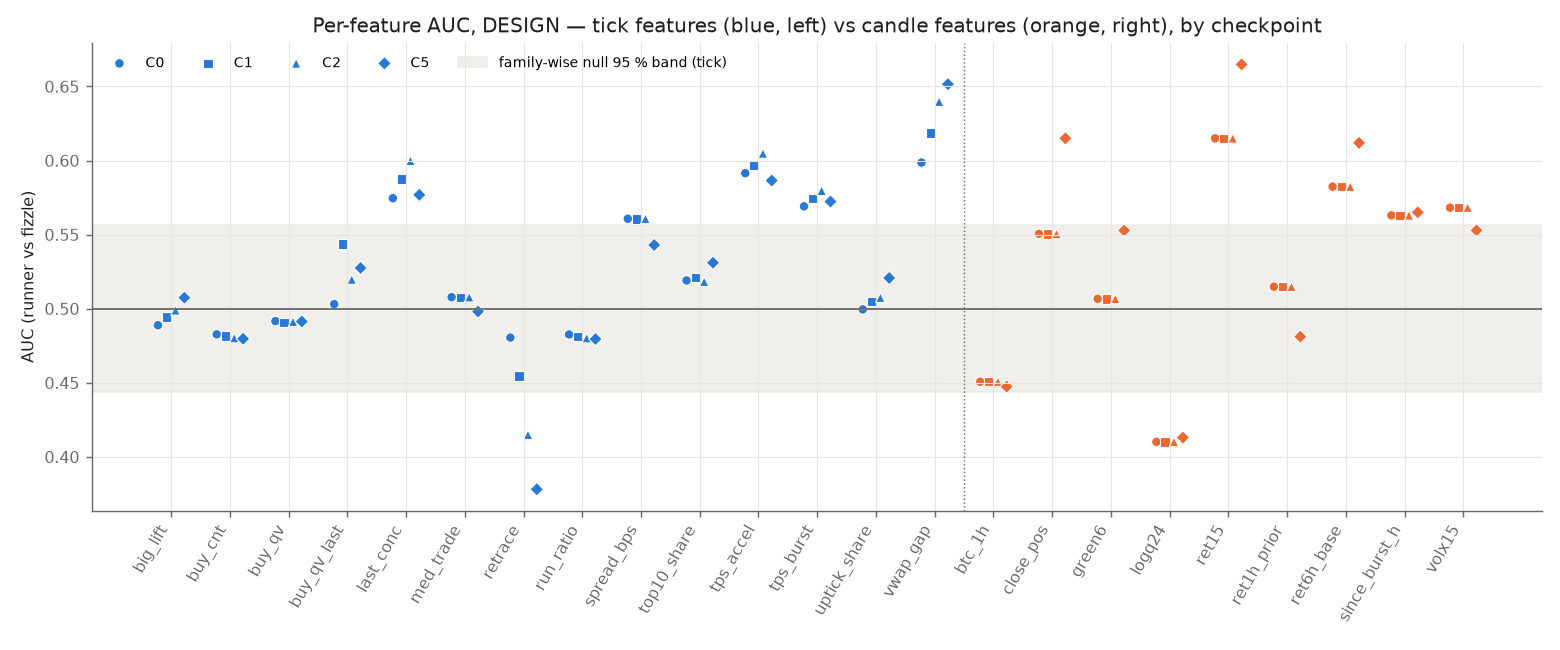 Per-feature AUC, DESIGN — tick features (blue, left) vs candle features (orange, right), by checkpoint
C0 C1 C2 C5 family-wise null 95 % band (tick)
AUC (runner vs fizzle)
0.65
0.60
0.55
0.50
0.45
0.40
big_lift
buy_cnt
buy_qv
buy_qv_last
last_conc
med_trade
retrace
run_ratio
spread_bps
top10_share
tps_accel
tps_burst
uptick_share
vwap_gap
btc_1h
close_pos
green6
logq24
ret15
ret1h_prior
ret6h_base
since_burst_h
volx15